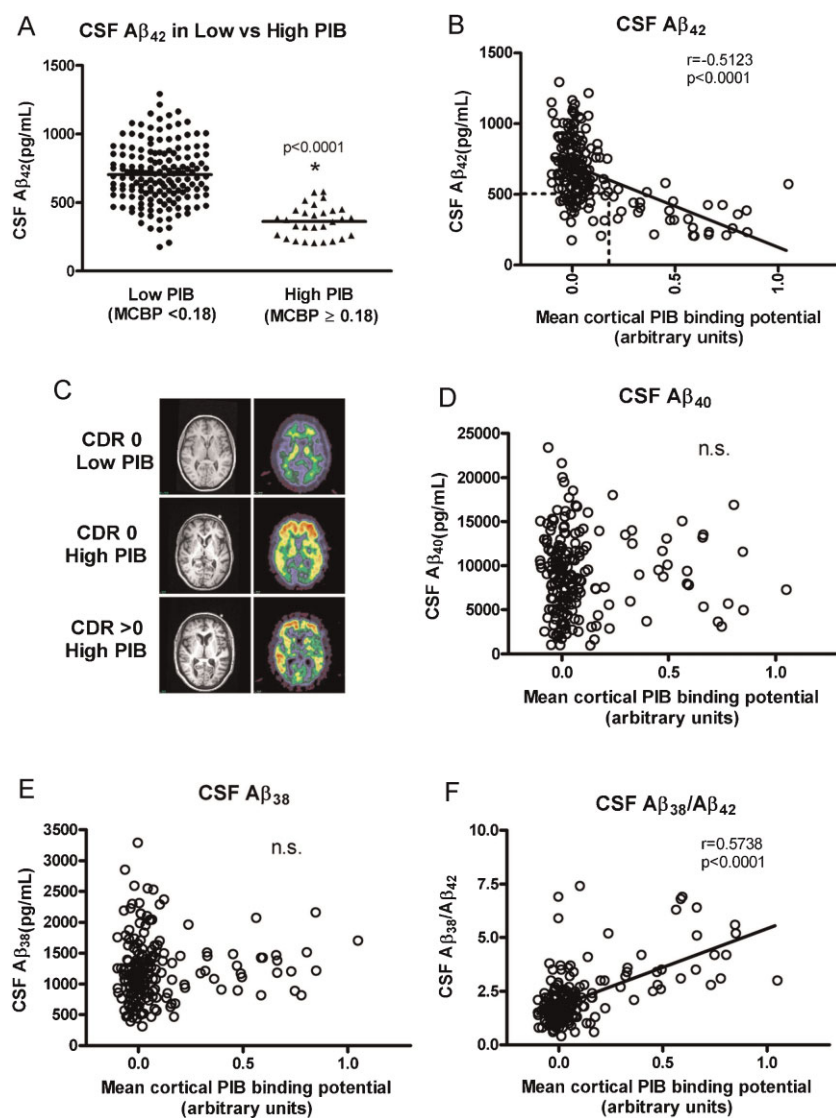 A
CSF Aβ42 in Low vs High PIB
CSF Aβ42(pg/mL)
1500
1000
500
0
p<0.0001
*
Low PIB
(MCBP <0.18)
High PIB
(MCBP ≥ 0.18)
B
CSF Aβ42
r=-0.5123
p<0.0001
CSF Aβ42(pg/mL)
1500
1000
500
0
0.0
0.5
1.0
Mean cortical PIB binding potential
(arbitrary units)
C
CDR 0
Low PIB
CDR 0
High PIB
CDR >0
High PIB
D
CSF Aβ40
n.s.
CSF Aβ40(pg/mL)
25000
20000
15000
10000
5000
0
0.0
0.5
1.0
Mean cortical PIB binding potential
(arbitrary units)
E
CSF Aβ38
n.s.
CSF Aβ38(pg/mL)
3500
3000
2500
2000
1500
1000
500
0
0.0
0.5
1.0
Mean cortical PIB binding potential
(arbitrary units)
F
CSF Aβ38/Aβ42
r=0.5738
p<0.0001
CSF Aβ38/Aβ42
10.0
7.5
5.0
2.5
0.0
0.0
0.5
1.0
Mean cortical PIB binding potential
(arbitrary units)